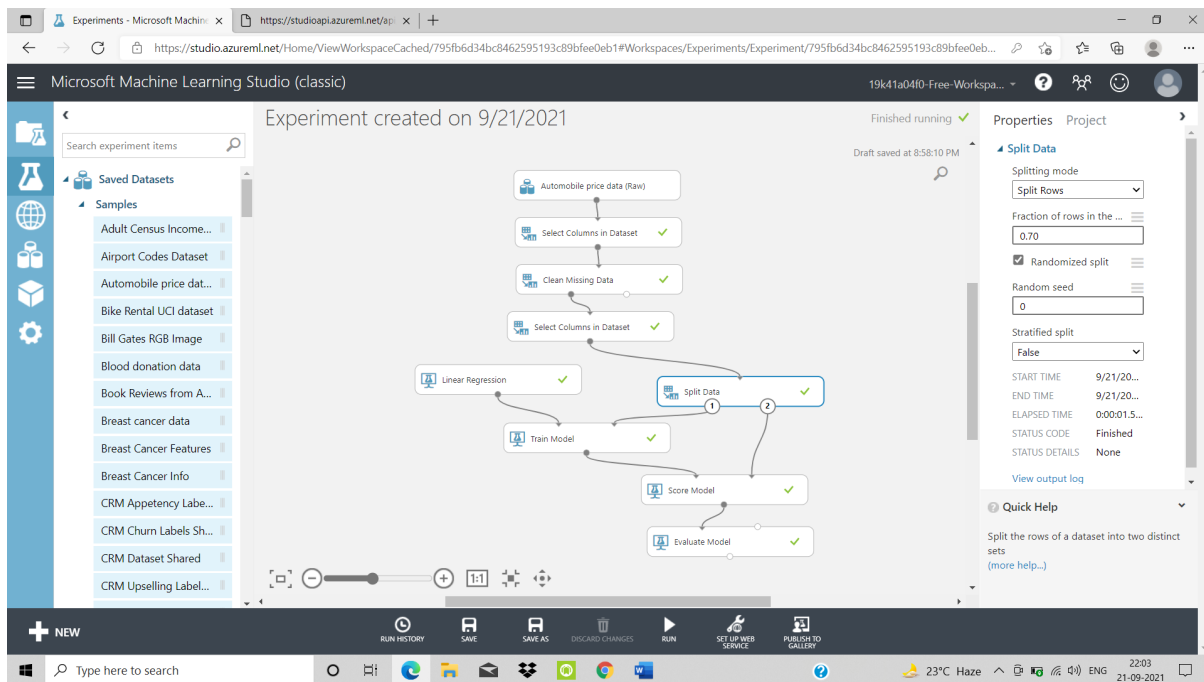 Experiments - Microsoft Machine
https://studioapi.azureml.net/api
https://studio.azureml.net/Home/ViewWorkspaceCached/795fb6d34bc8462595193c89bfee0eb1#Workspaces/Experiments/Experiment/795fb6d34bc8462595193c89bfee0eb...
Microsoft Machine Learning Studio (classic)
19k41a04f0-Free-Workspa...
?
Search experiment items
Saved Datasets
Samples
Adult Census Income...
Airport Codes Dataset
Automobile price dat...
Bike Rental UCI dataset
Bill Gates RGB Image
Blood donation data
Book Reviews from A...
Breast cancer data
Breast Cancer Features
Breast Cancer Info
CRM Appetency Labe...
CRM Churn Labels Sh...
CRM Dataset Shared
CRM Upselling Label...
Experiment created on 9/21/2021
Finished running
Draft saved at 8:58:10 PM
Automobile price data (Raw)
Select Columns in Dataset
Clean Missing Data
Select Columns in Dataset
Linear Regression
Split Data
1
2
Train Model
Score Model
Evaluate Model
1:1
Properties Project
Split Data
Splitting mode
Split Rows
Fraction of rows in the ...
0.70
Randomized split
Random seed
0
Stratified split
False
START TIME 9/21/20...
END TIME 9/21/20...
ELAPSED TIME 0:00:01.5...
STATUS CODE Finished
STATUS DETAILS None
View output log
Quick Help
Split the rows of a dataset into two distinct
sets
(more help...)
NEW
RUN HISTORY
SAVE
SAVE AS
DISCARD CHANGES
RUN
SET UP WEB
SERVICE
PUBLISH TO
GALLERY
Type here to search
23°C Haze
ENG
22:03
21-09-2021